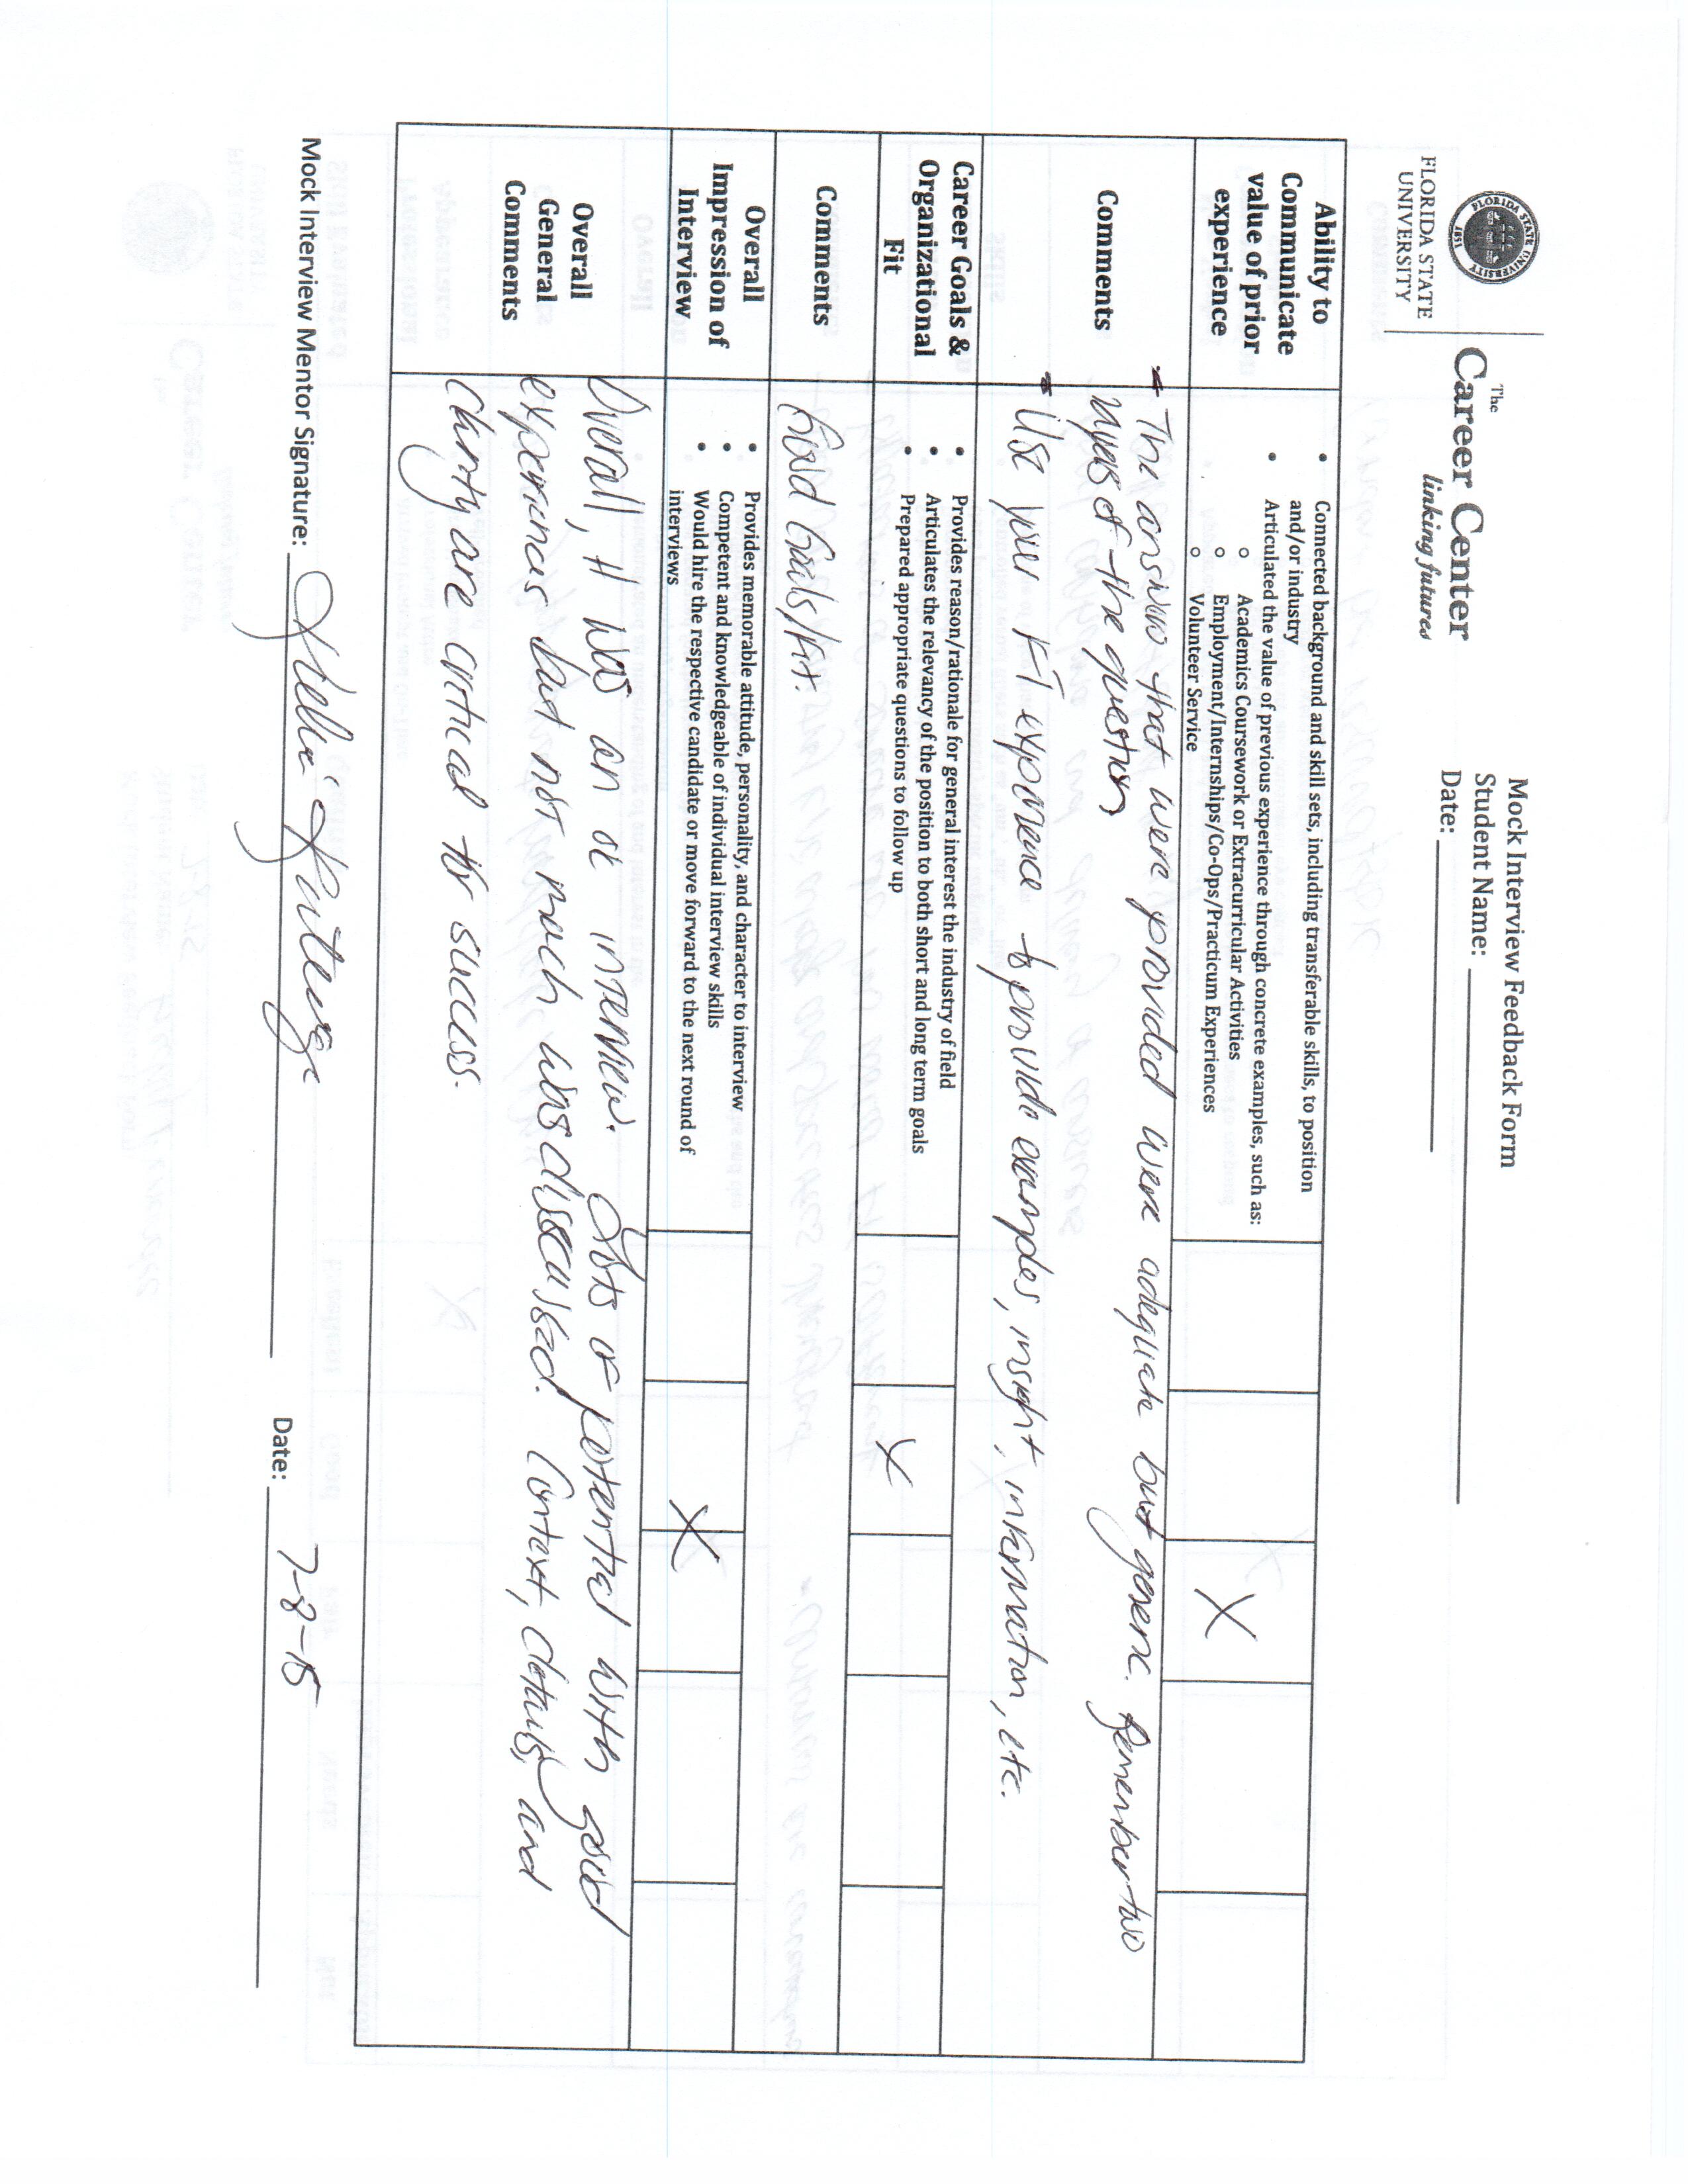 FLORIDA STATE UNIVERSITY 1851
FLORIDA STATE
UNIVERSITY
The
Career Center
linking futures
Mock Interview Feedback Form
Student Name:
Date:
Ability to
Communicate
value of prior
experience
• Connected background and skill sets, including transferable skills, to position
and/or industry
• Articulated the value of previous experience through concrete examples, such as:
o Academics Coursework or Extracurricular Activities
o Employment/Internships/Co-Ops/Practicum Experiences
o Volunteer Service
X
Comments
The answers that were provided were adequate but generic. Remember two
of the question
Use your FT experience to provide examples, insight, information, etc.
Career Goals &
Organizational
Fit
• Provides reason/rationale for general interest the industry of field
• Articulates the relevancy of the position to both short and long term goals
• Prepared appropriate questions to follow up
X
Comments
Good Goals/Fit.
Overall
Impression of
Interview
• Provides memorable attitude, personality, and character to interview
• Competent and knowledgeable of individual interview skills
• Would hire the respective candidate or move forward to the next round of
interviews
X
Overall
General
Comments
Overall, it was an ok interview. Lots of potential with good
experiences but not much was discussed. Context, details, and
Clarity are critical for success.
Mock Interview Mentor Signature:
Date: 7-8-15